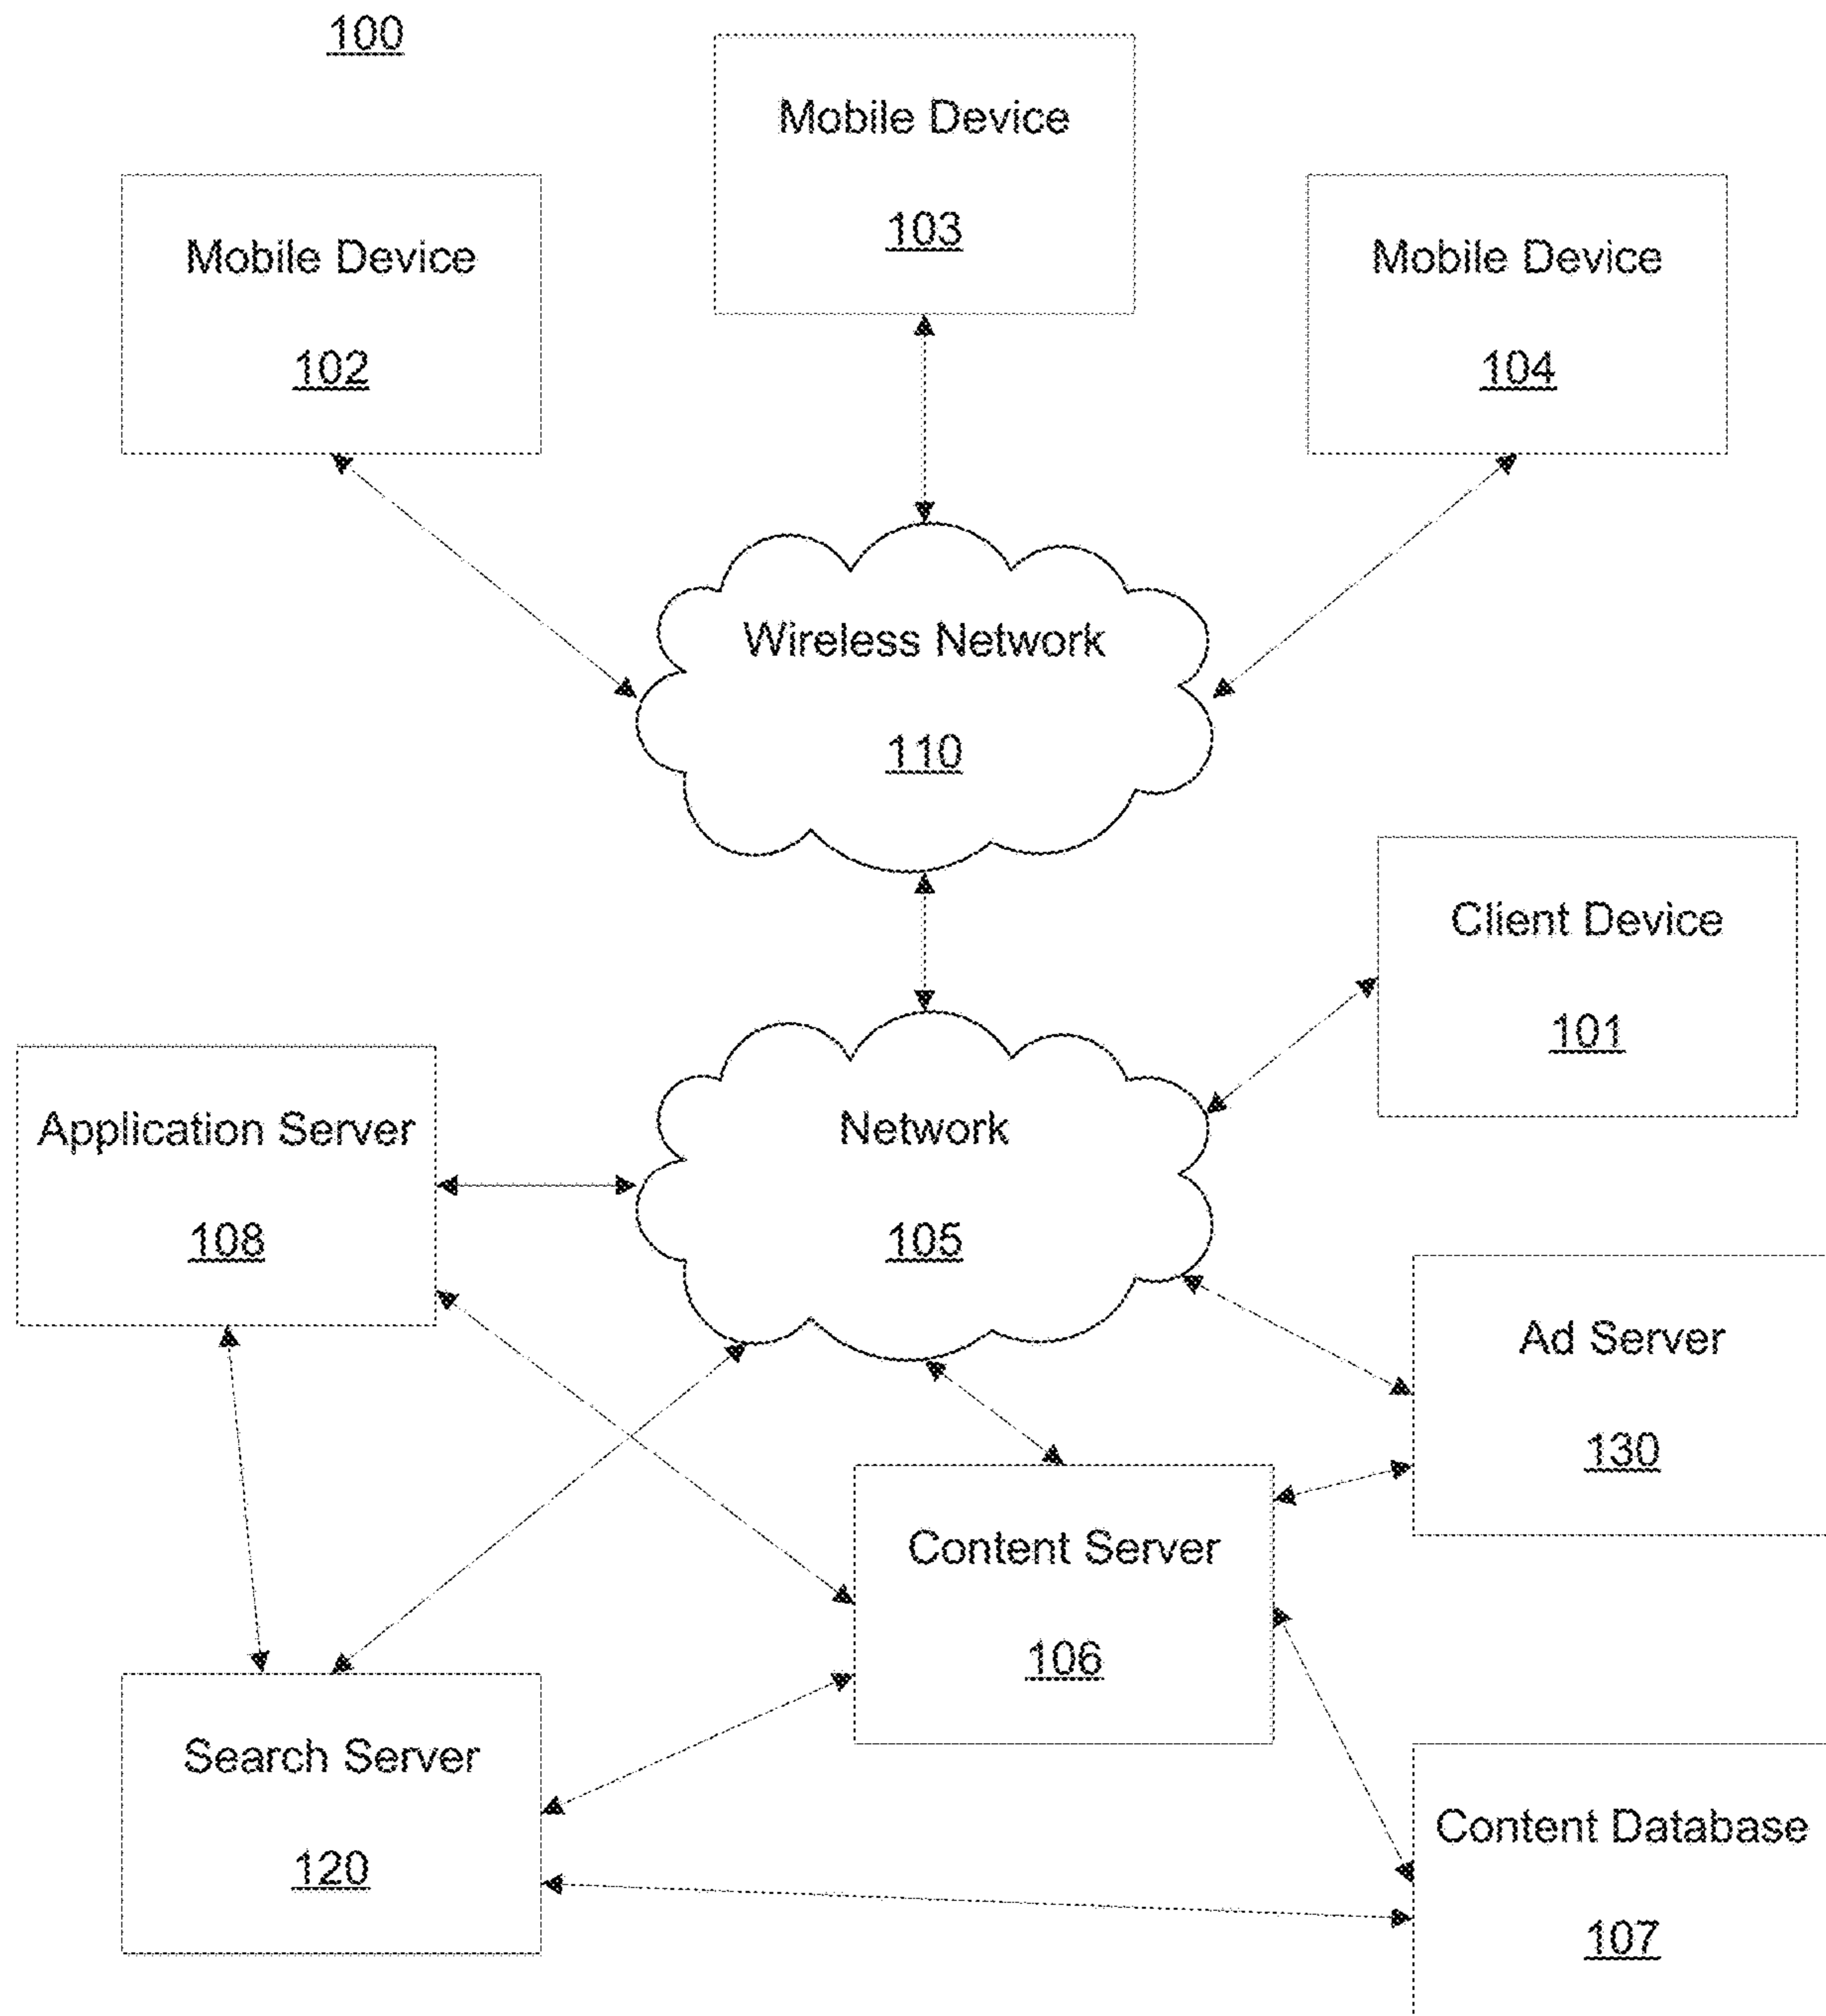 100
Mobile Device
103
Mobile Device
102
Mobile Device
104
Wireless Network
110
Client Device
101
Application Server
108
Network
105
Ad Server
130
Content Server
106
Search Server
120
Content Database
107